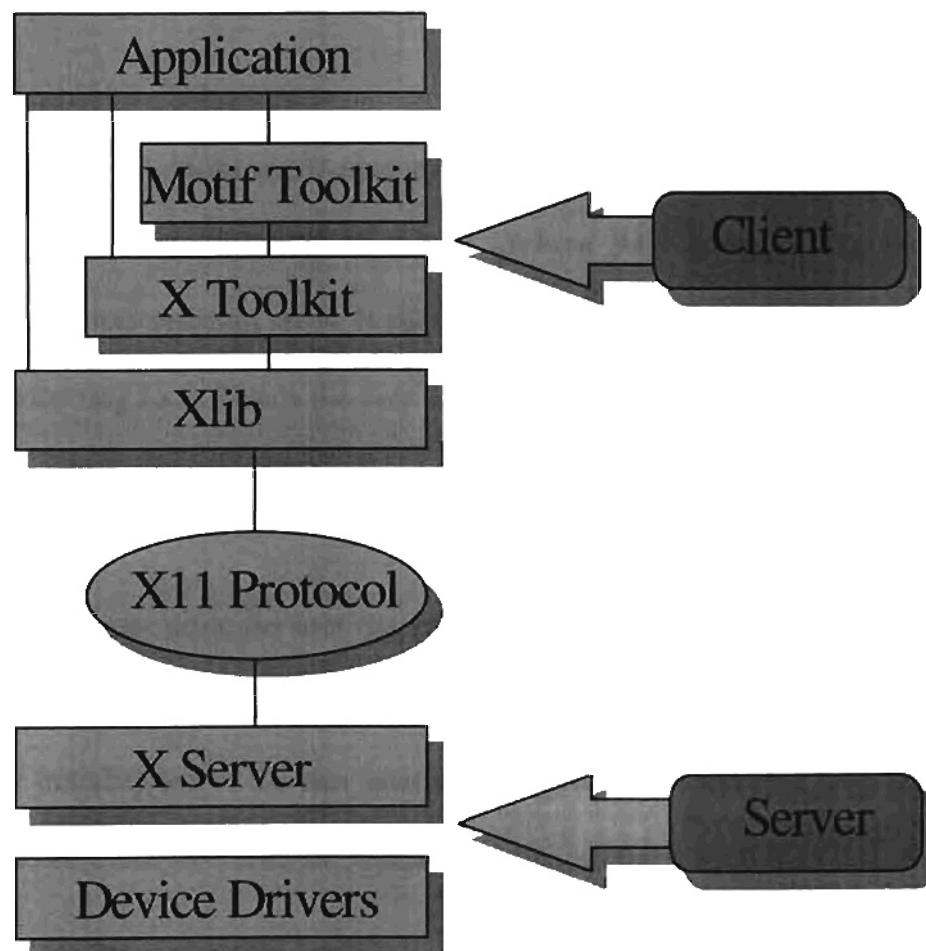 Application
Motif Toolkit
Client
X Toolkit
Xlib
X11 Protocol
X Server
Server
Device Drivers